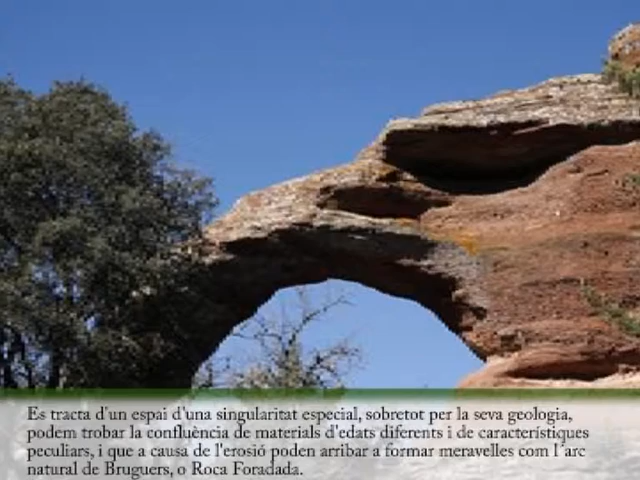 Es tracta d'un espai d'una singularitat especial, sobretot per la seva geologia,
podem trobar la confluència de materials d'edats diferents i de característiques
peculiars, i que a causa de l'erosió poden arribar a formar meravelles com l´arc
natural de Bruguers, o Roca Foradada.